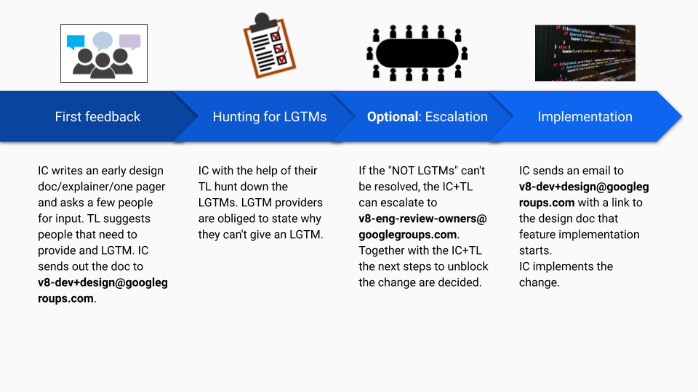 First feedback
Hunting for LGTMs
Optional: Escalation
Implementation
IC writes an early design
doc/explainer/one pager
and asks a few people
for input. TL suggests
people that need to
provide and LGTM. IC
sends out the doc to
v8-dev+design@googleg
roups.com.
IC with the help of their
TL hunt down the
LGTMs. LGTM providers
are obliged to state why
they can't give an LGTM.
If the "NOT LGTMs" can't
be resolved, the IC+TL
can escalate to
v8-eng-review-owners@
googlegroups.com.
Together with the IC+TL
the next steps to unblock
the change are decided.
IC sends an email to
v8-dev+design@googleg
roups.com with a link to
the design doc that
feature implementation
starts.
IC implements the
change.